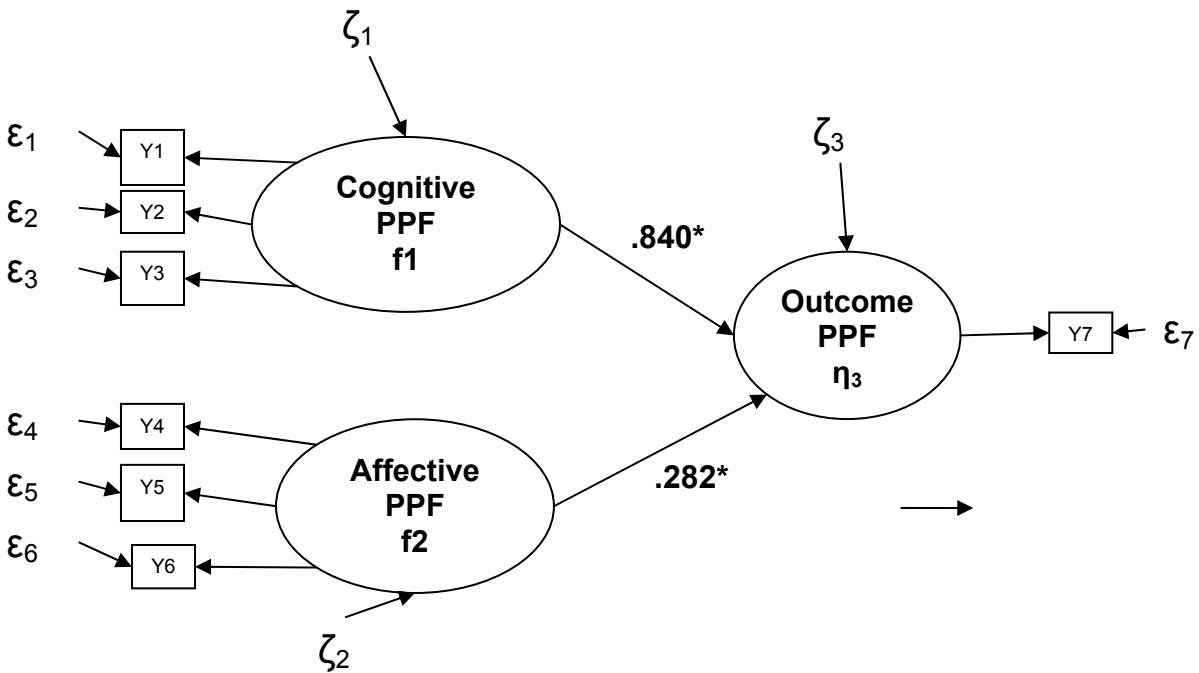 ζ1
ε1
Y1
ε2
Y2
ε3
Y3
Cognitive
PPF
f1
.840*
ζ3
Outcome
PPF
η3
Y7
ε7
ε4
Y4
ε5
Y5
ε6
Y6
Affective
PPF
f2
.282*
ζ2